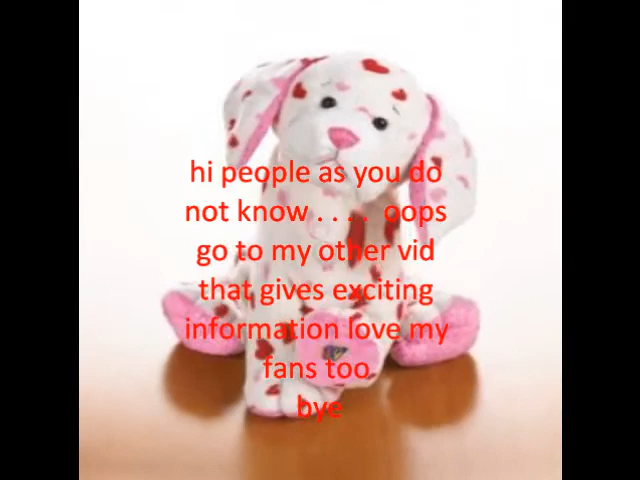 hi people as you do
not know . . . .  oops
go to my other vid
that gives exciting
information love my
fans too
bye